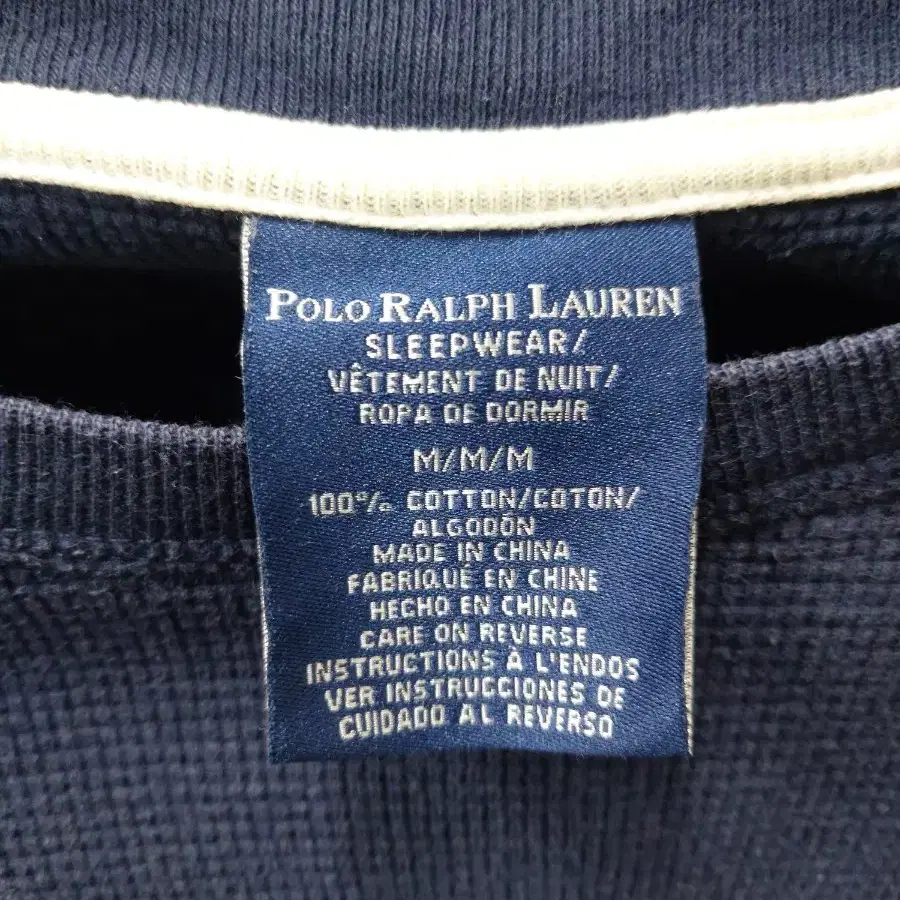 POLO RALPH LAUREN
SLEEPWEAR/
VÊTEMENT DE NUIT/
ROPA DE DORMIR
M/M/M
100% COTTON/COTON/
ALGODÓN
MADE IN CHINA
FABRIQUÉ EN CHINE
HECHO EN CHINA
CARE ON REVERSE
INSTRUCTIONS À L'ENDOS
VER INSTRUCCIONES DE
CUIDADO AL REVERSO